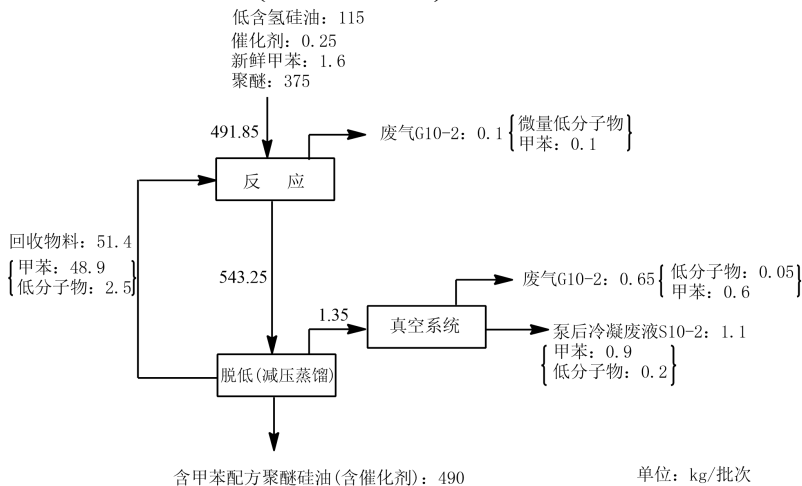 低含氢硅油：115
催化剂：0.25
新鲜甲苯：1.6
聚醚：375
491.85
废气G10-2：0.1
微量低分子物
甲苯：0.1
反 应
回收物料：51.4
甲苯：48.9
低分子物：2.5
543.25
废气G10-2：0.65
低分子物：0.05
甲苯：0.6
1.35
真空系统
泵后冷凝废液S10-2：1.1
甲苯：0.9
低分子物：0.2
脱低(减压蒸馏)
含甲苯配方聚醚硅油(含催化剂)：490
单位：kg/批次